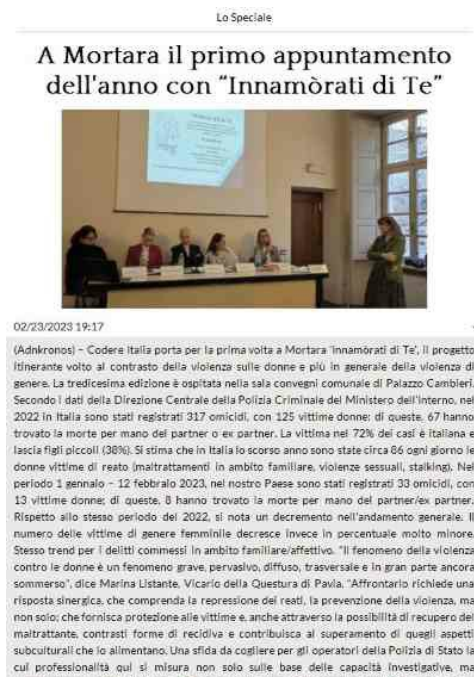 Lo Speciale
A Mortara il primo appuntamento
dell'anno con "Innamòrati di Te"
02/23/2023 19:17
(Adnkronos) – Codere Italia porta per la prima volta a Mortara 'Innamòrati di Te', il progetto
itinerante volto al contrasto della violenza sulle donne e più in generale della violenza di
genere. La tredicesima edizione è ospitata nella sala convegni comunale di Palazzo Cambieri.
Secondo i dati della Direzione Centrale della Polizia Criminale del Ministero dell'Interno, nel
2022 in Italia sono stati registrati 317 omicidi, con 125 vittime donne: di queste, 67 hanno
trovato la morte per mano del partner o ex partner. La vittima nel 72% dei casi è italiana e
lascia figli piccoli (38%). Si stima che in Italia lo scorso anno sono state circa 86 ogni giorno le
donne vittime di reato (maltrattamenti in ambito familiare, violenze sessuali, stalking). Nel
periodo 1 gennaio – 12 febbraio 2023, nel nostro Paese sono stati registrati 33 omicidi, con
13 vittime donne; di queste, 8 hanno trovato la morte per mano del partner/ex partner.
Rispetto allo stesso periodo del 2022, si nota un decremento nell'andamento generale. Il
numero delle vittime di genere femminile decresce invece in percentuale molto minore.
Stesso trend per i delitti commessi in ambito familiare/affettivo. "Il fenomeno della violenza
contro le donne è un fenomeno grave, pervasivo, diffuso, trasversale e in gran parte ancora
sommerso", dice Marina Listante, Vicario della Questura di Pavia. "Affrontarlo richiede una
risposta sinergica, che comprenda la repressione dei reati, la prevenzione della violenza, ma
non solo; che fornisca protezione alle vittime e, anche attraverso la possibilità di recupero del
maltrattante, contrasti forme di recidiva e contribuisca al superamento di quegli aspetti
subculturali che lo alimentano. Una sfida da cogliere per gli operatori della Polizia di Stato la
cui professionalità qui si misura non solo sulle base delle capacità investigative, ma